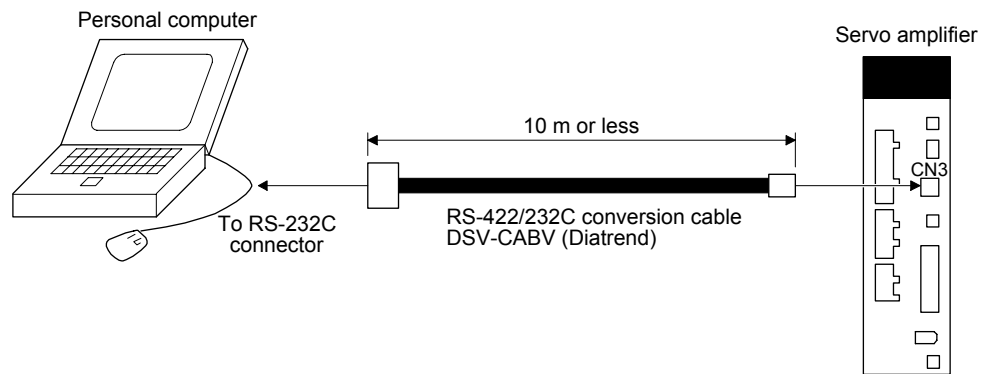 Personal computer
Servo amplifier
10 m or less
CN3
To RS-232C
connector
RS-422/232C conversion cable
DSV-CABV (Diatrend)